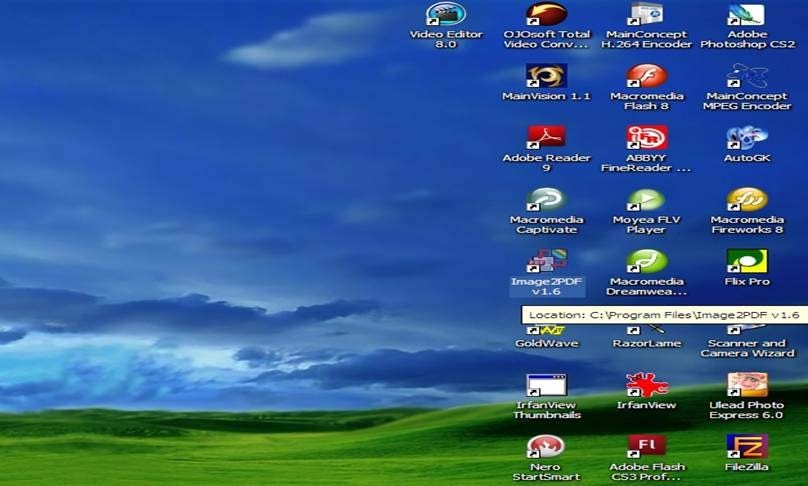 Video Editor
8.0
OJOsoft Total
Video Conv...
MainConcept
H.264 Encoder
Adobe
Photoshop CS2
MainVision 1.1
Macromedia
Flash 8
MainConcept
MPEG Encoder
Adobe Reader
9
ABBYY
FineReader ...
AutoGK
Macromedia
Captivate
Moyea FLV
Player
Macromedia
Fireworks 8
Image2PDF
v1.6
Macromedia
Dreamwea...
Flix Pro
Location: C:\Program Files\Image2PDF v1.6
GoldWave
RazorLame
Scanner and
Camera Wizard
IrfanView
Thumbnails
IrfanView
Ulead Photo
Express 6.0
Nero
StartSmart
Fl
Adobe Flash
CS3 Prof...
FileZilla